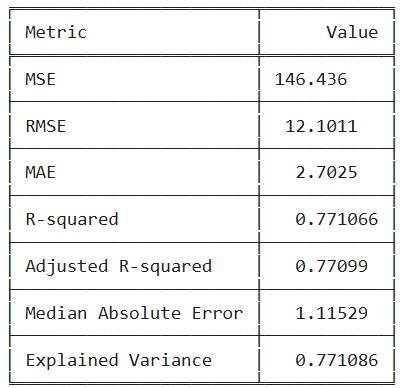 Metric Value
MSE 146.436
RMSE 12.1011
MAE 2.7025
R-squared 0.771066
Adjusted R-squared 0.77099
Median Absolute Error 1.11529
Explained Variance 0.771086